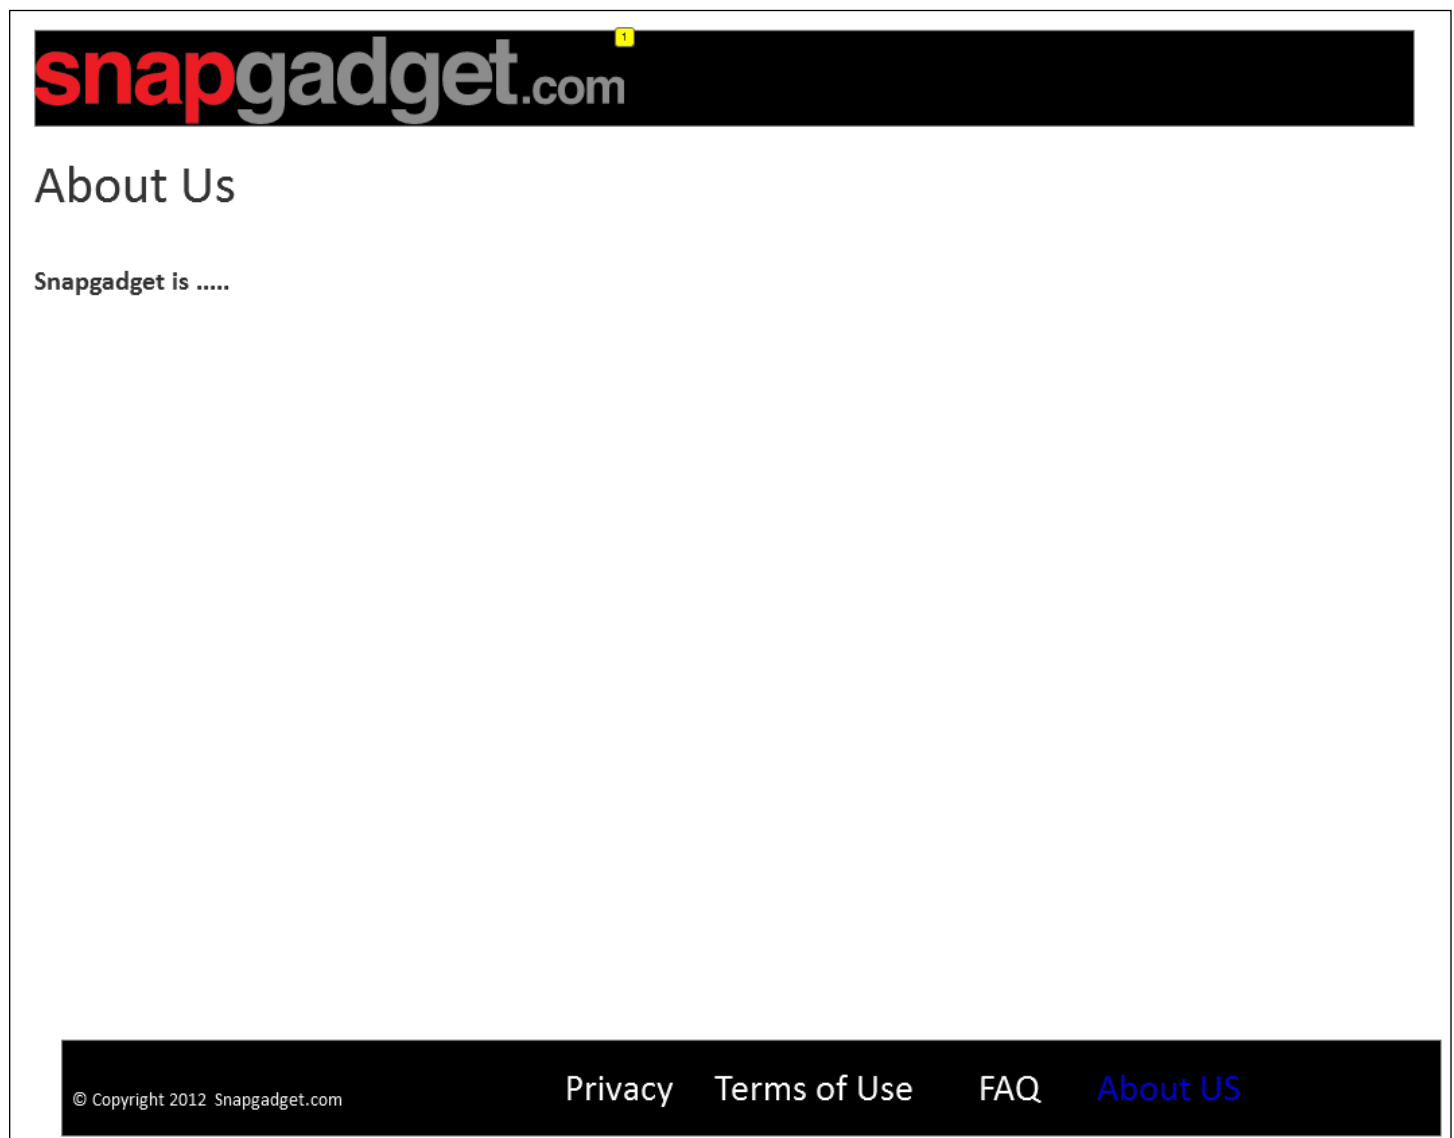 snapgadget.com 1
About Us
Snapgadget is .....
© Copyright 2012 Snapgadget.com Privacy Terms of Use FAQ About US